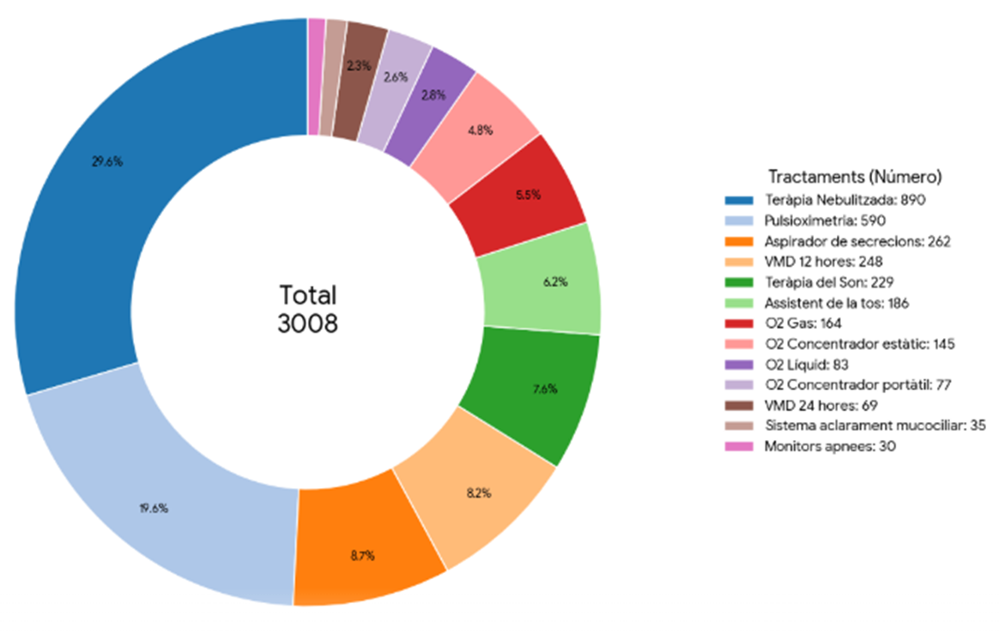 2.3%
2.6%
2.8%
4.8%
29.6%
5.5%
6.2%
Total
3008
7.6%
8.2%
19.6%
8.7%
Tractaments (Número)
Teràpia Nebulitzada: 890
Pulsioximetria: 590
Aspirador de secrecions: 262
VMD 12 hores: 248
Teràpia del Son: 229
Assistent de la tos: 186
O2 Gas: 164
O2 Concentrador estàtic: 145
O2 Líquid: 83
O2 Concentrador portàtil: 77
VMD 24 hores: 69
Sistema aclarament mucociliar: 35
Monitors apnees: 30